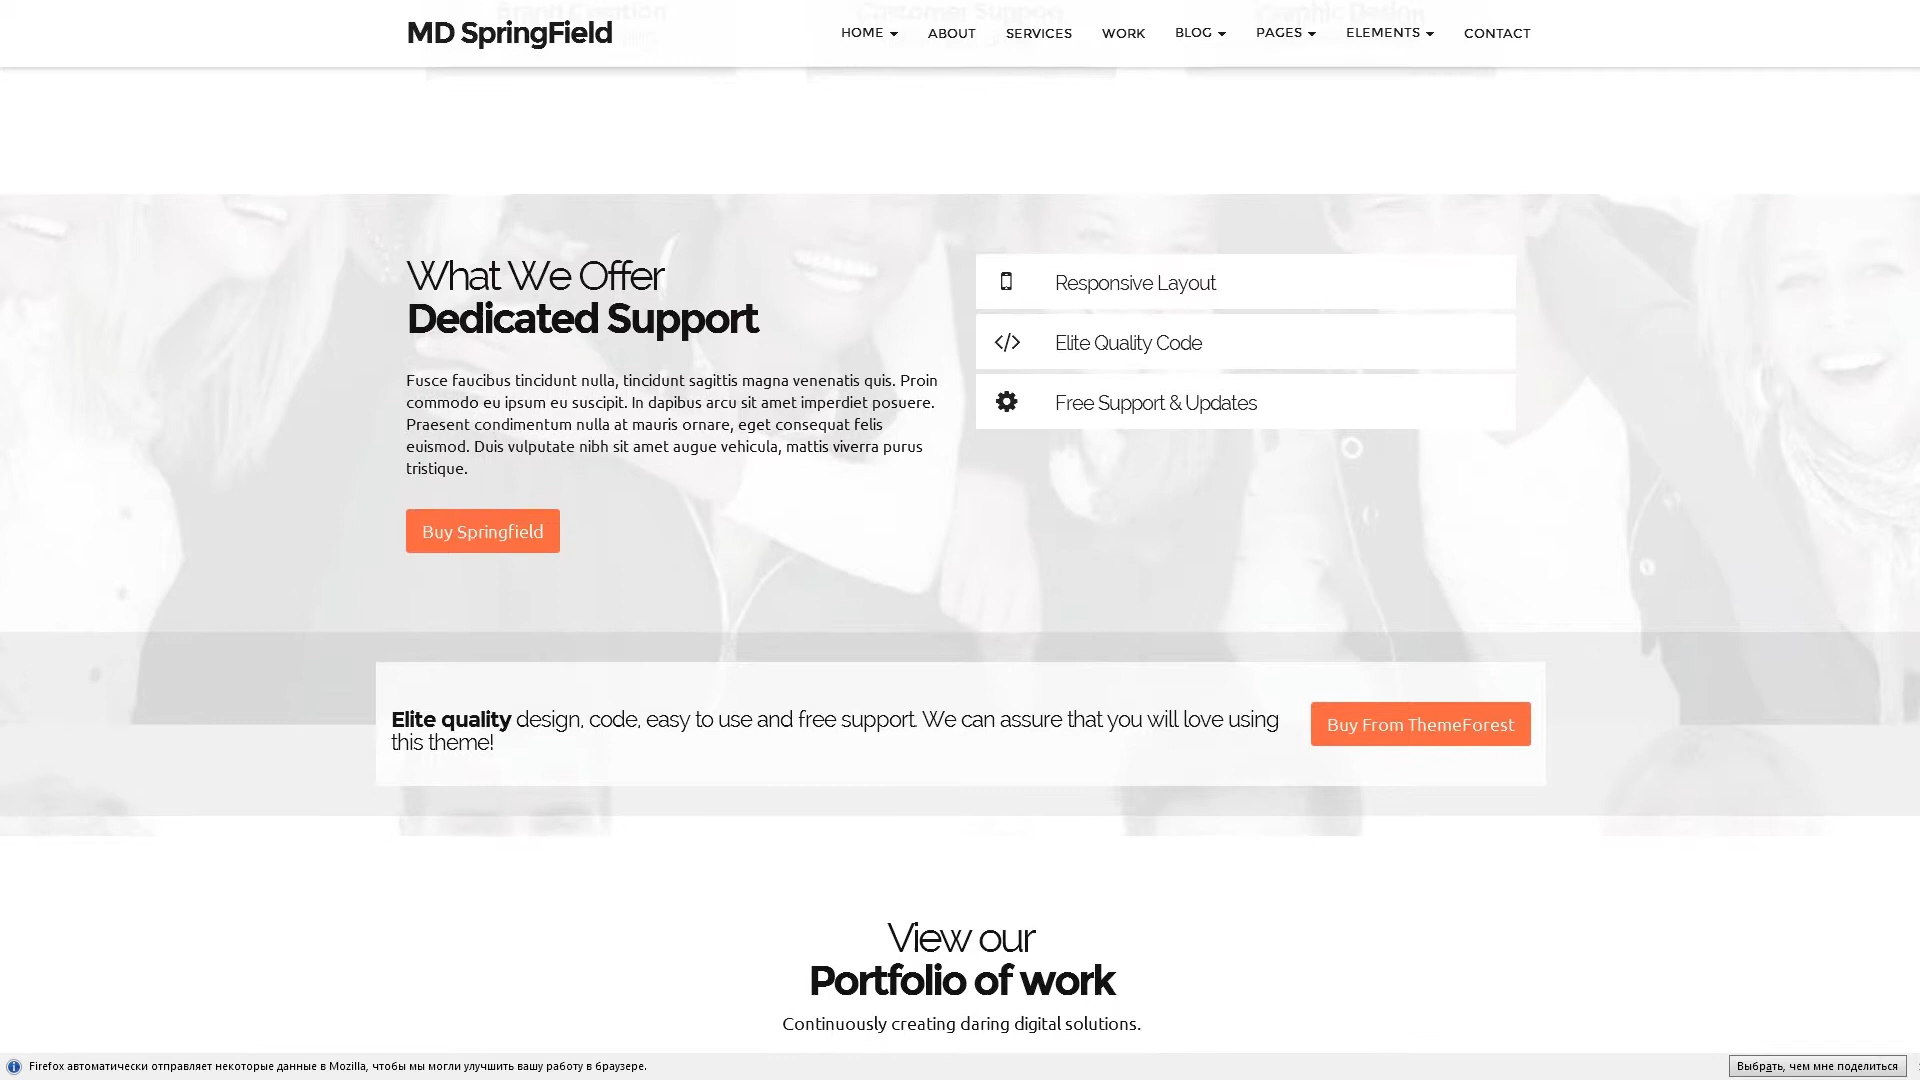 MD SpringField
HOME ABOUT SERVICES WORK BLOG PAGES ELEMENTS CONTACT
What We Offer
Dedicated Support
Fusce faucibus tincidunt nulla, tincidunt sagittis magna venenatis quis. Proin
commodo eu ipsum eu suscipit. In dapibus arcu sit amet imperdiet posuere.
Praesent condimentum nulla at mauris ornare, eget consequat felis
euismod. Duis vulputate nibh sit amet augue vehicula, mattis viverra purus
tristique.
Buy Springfield
Responsive Layout
Elite Quality Code
Free Support & Updates
Elite quality design, code, easy to use and free support. We can assure that you will love using
this theme!
Buy From ThemeForest
View our
Portfolio of work
Continuously creating daring digital solutions.
Firefox автоматически отправляет некоторые данные в Mozilla, чтобы мы могли улучшить вашу работу в браузере.
Выбрать, чем мне поделиться